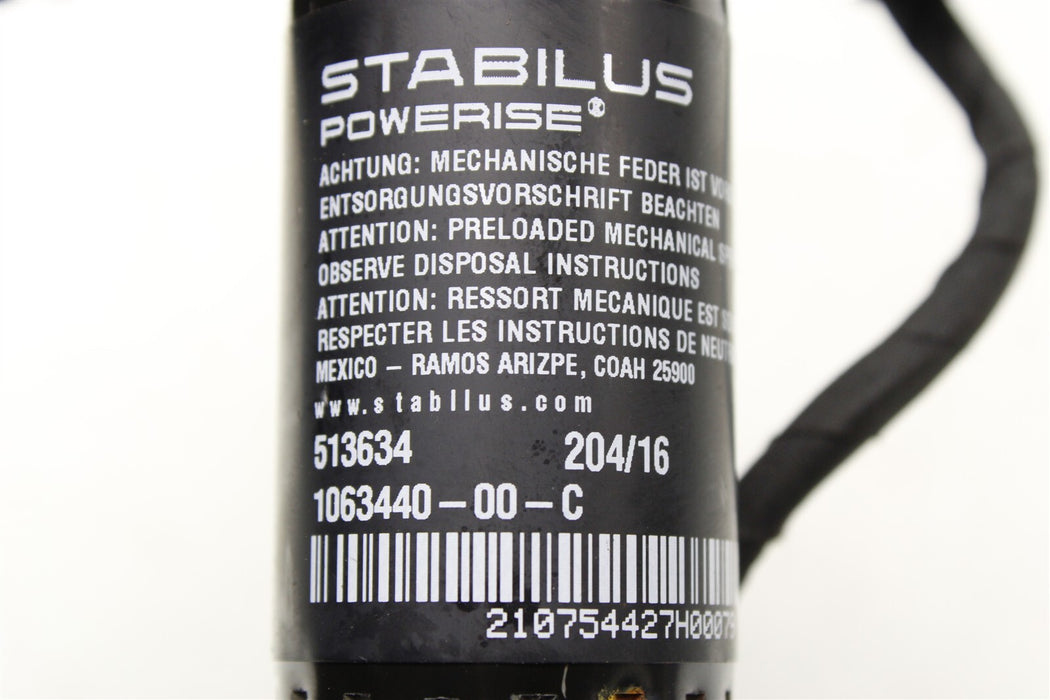 STABILUS
POWERISE®
ACHTUNG: MECHANISCHE FEDER IST
ENTSORGUNGSVORSCHRIFT BEACHTEN
ATTENTION: PRELOADED MECHANICAL
OBSERVE DISPOSAL INSTRUCTIONS
ATTENTION: RESSORT MECANIQUE EST
RESPECTER LES INSTRUCTIONS DE
MEXICO – RAMOS ARIZPE, COAH 25900
www.stabilus.com
513634 204/16
1063440–00–C
210754427H00079